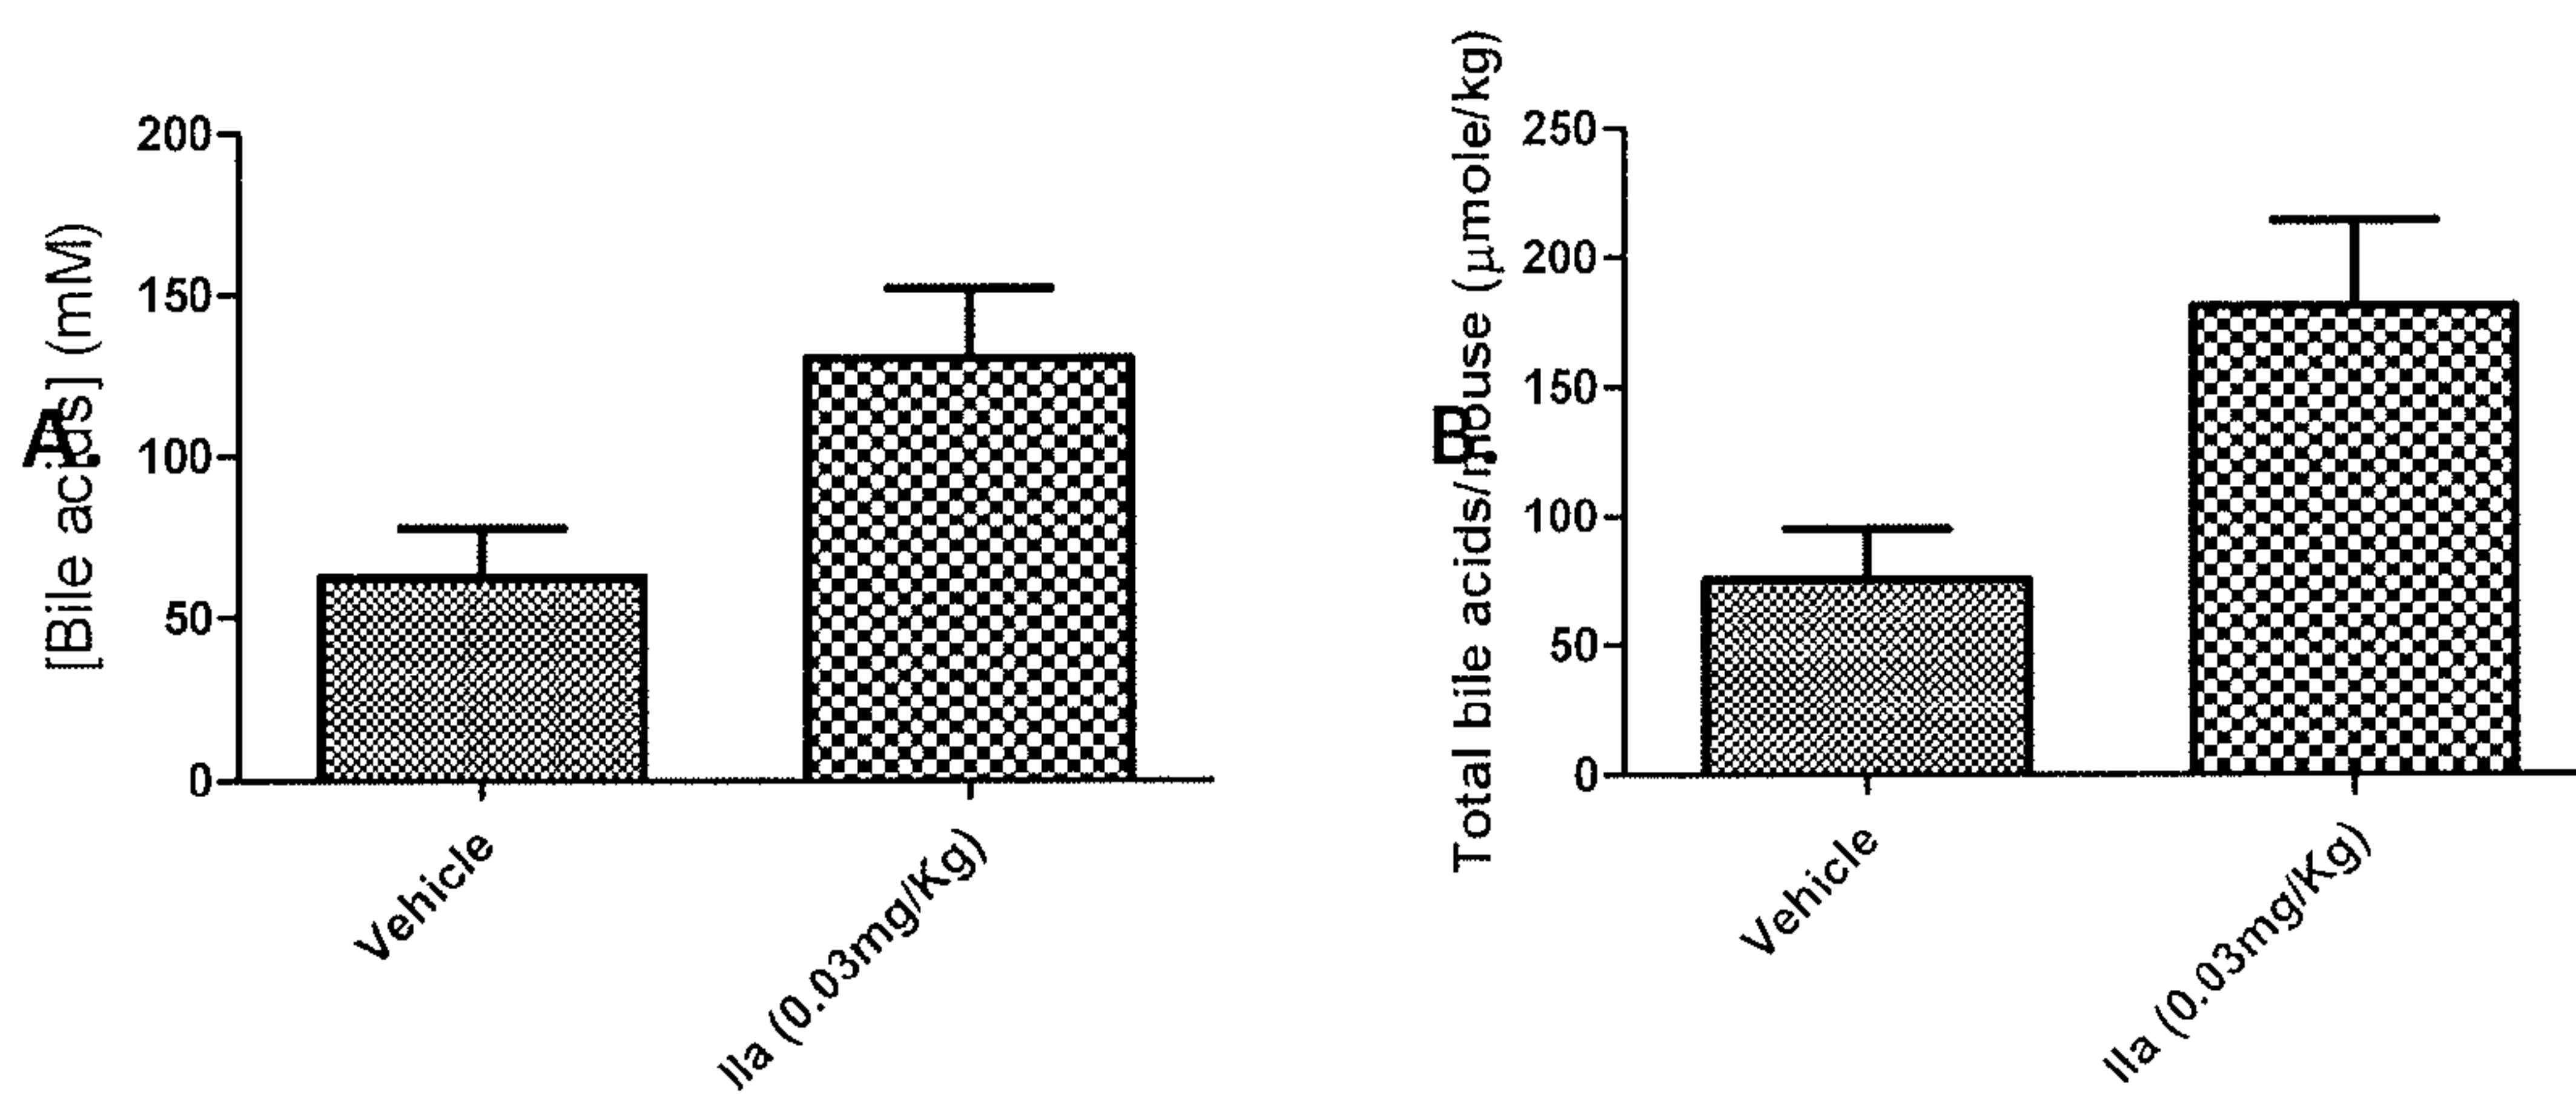 A.
[Bile acids] (mM)
200
150
100
50
0
Vehicle
IIa (0.03mg/Kg)
B.
Total bile acids/mouse (μmole/kg)
250
200
150
100
50
0
Vehicle
IIa (0.03mg/Kg)